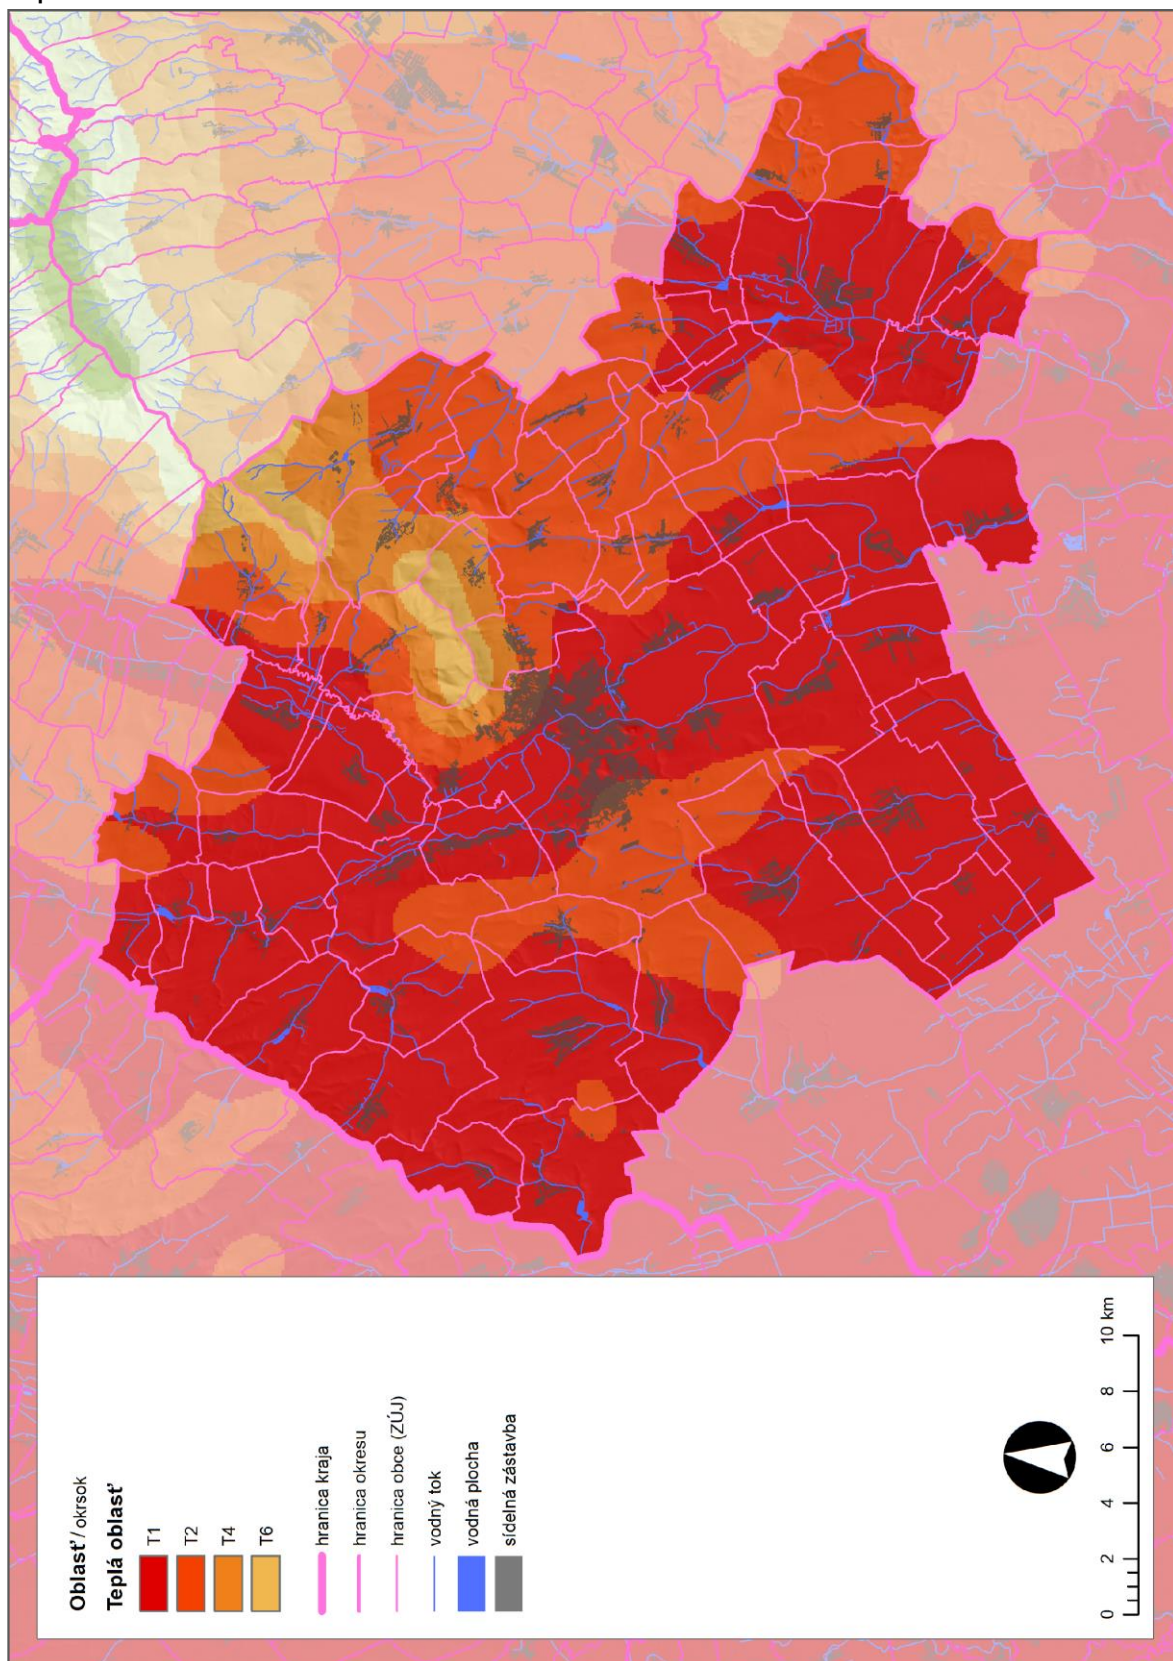 Oblasť / okrsok
Teplá oblasť
T1
T2
T4
T6
hranica kraja
hranica okresu
hranica obce (ZÚJ)
vodný tok
vodná plocha
sídelná zástavba
0 2 4 6 8 10 km